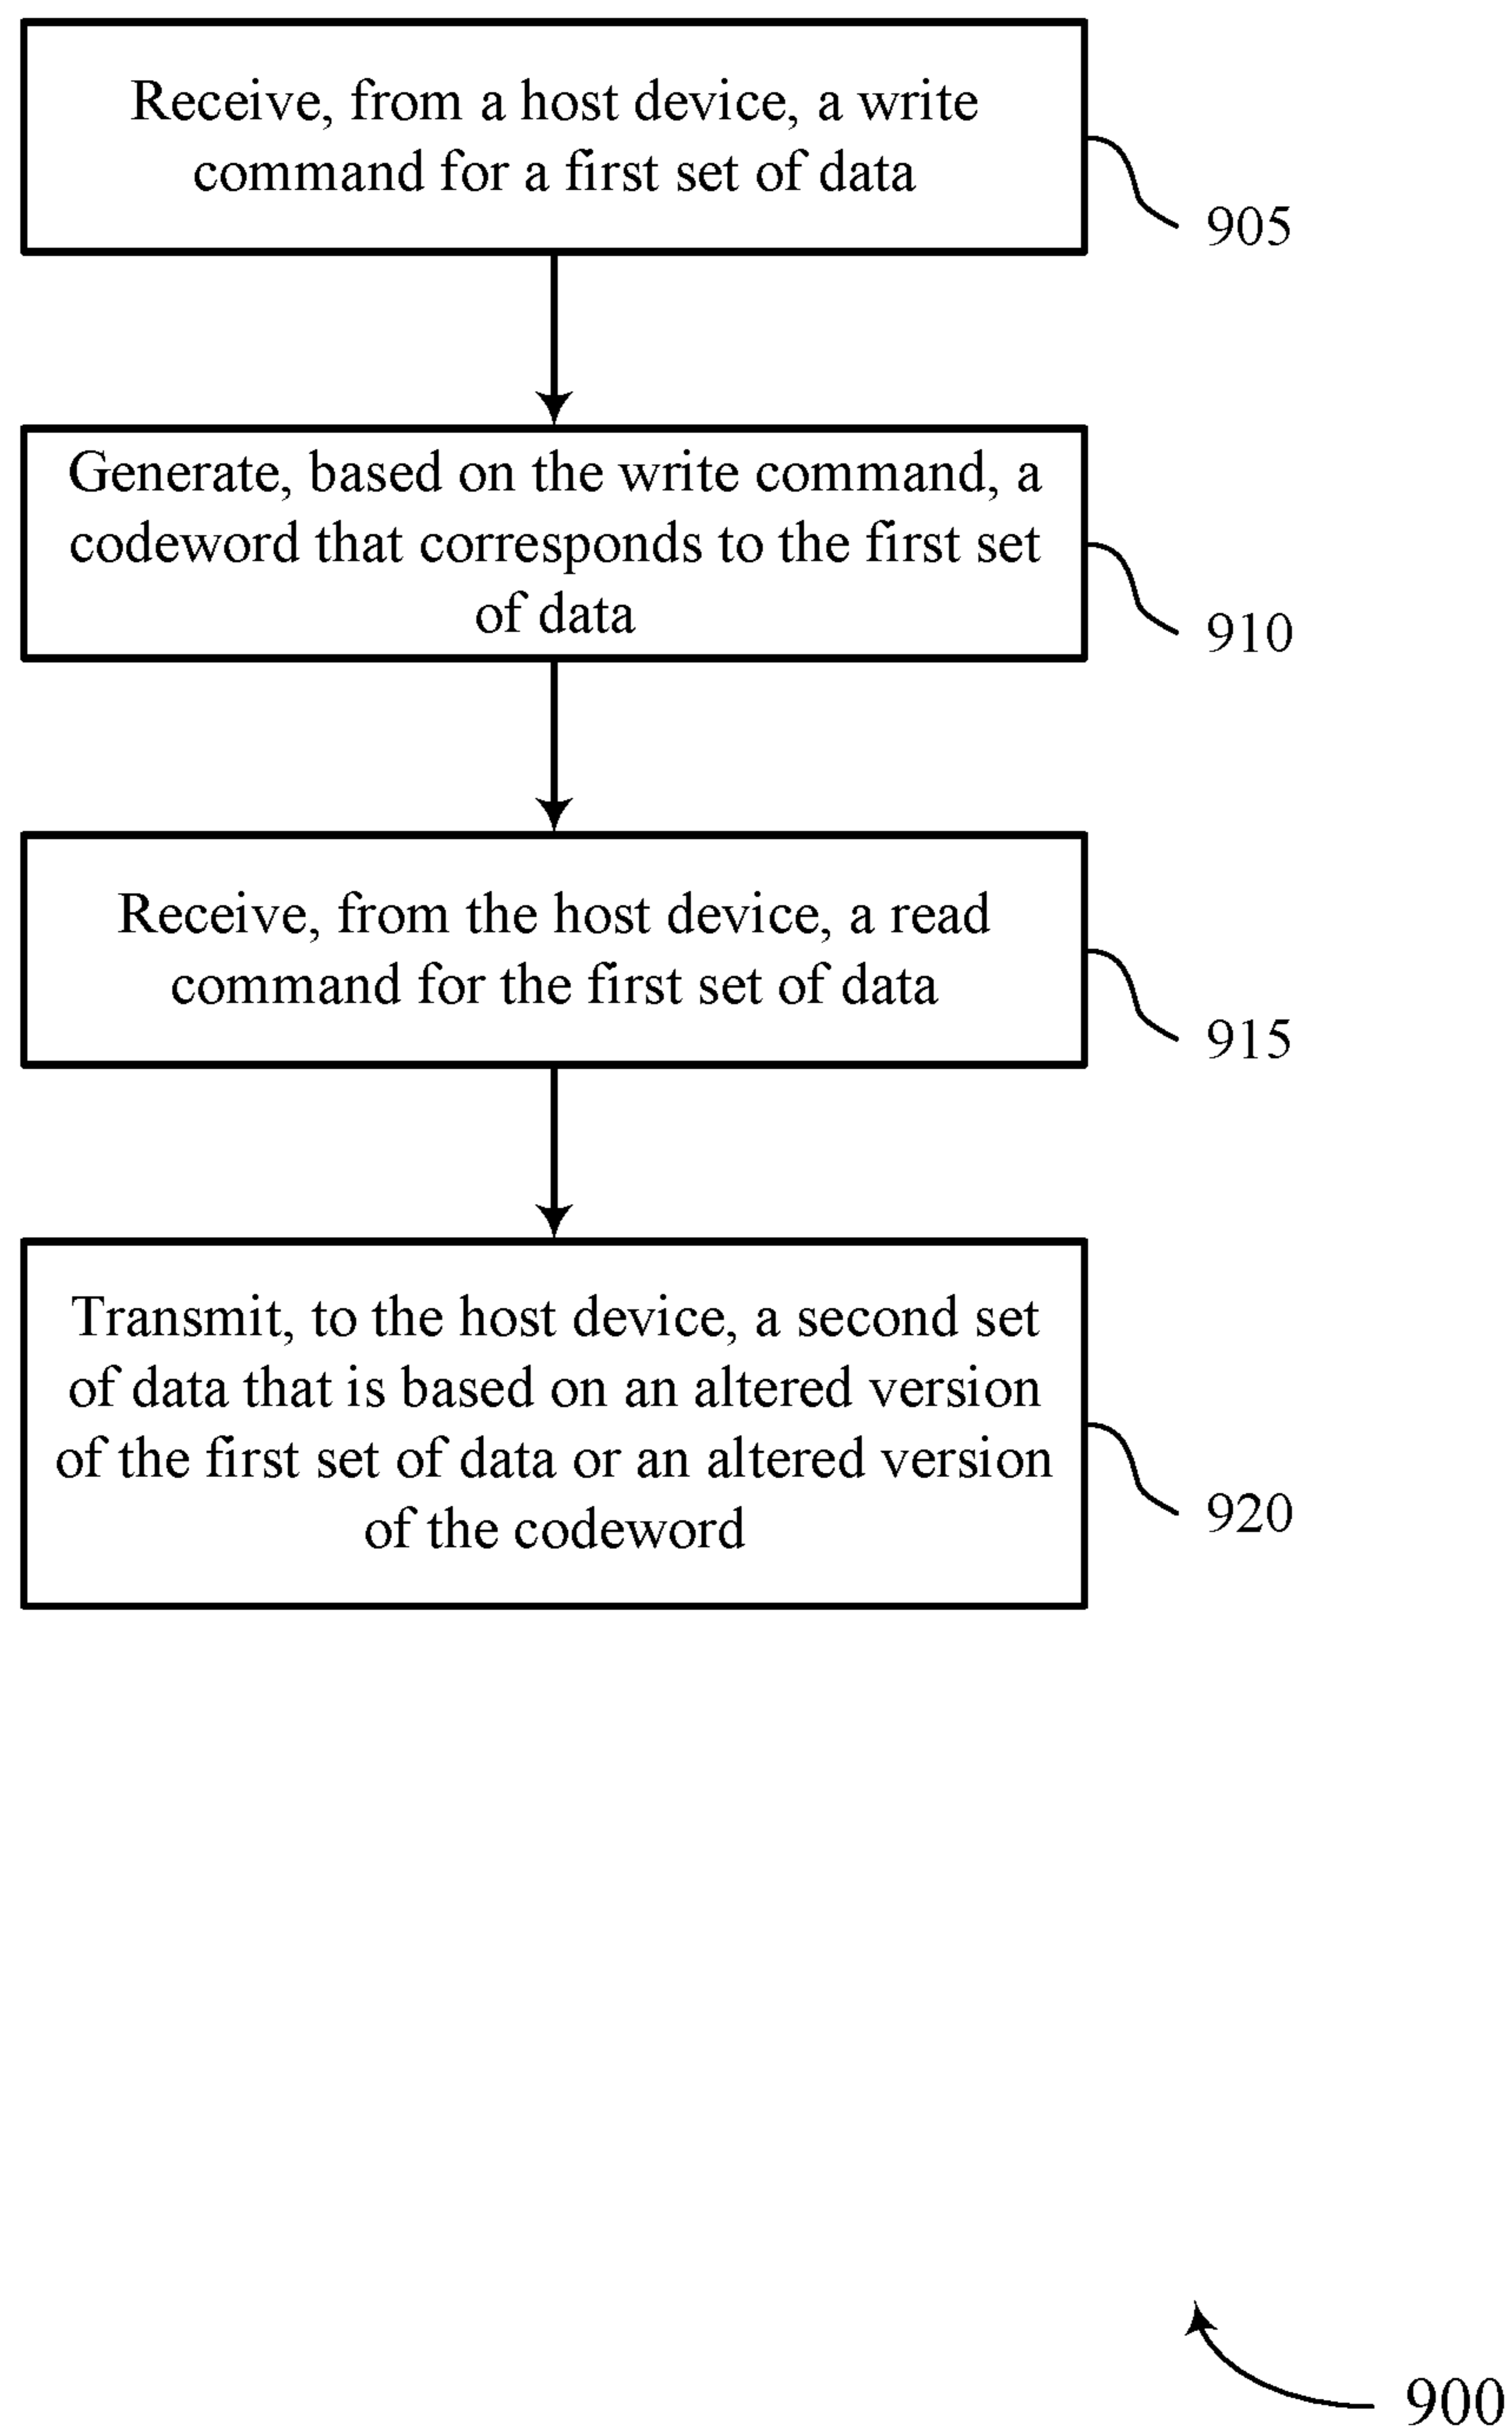 Receive, from a host device, a write
command for a first set of data
905
Generate, based on the write command, a
codeword that corresponds to the first set
of data
910
Receive, from the host device, a read
command for the first set of data
915
Transmit, to the host device, a second set
of data that is based on an altered version
of the first set of data or an altered version
of the codeword
920
900